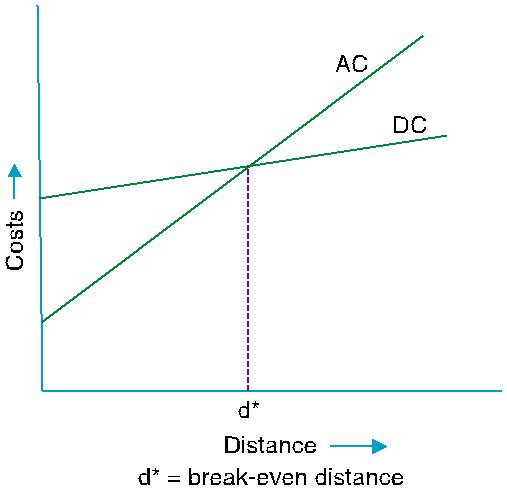 AC
DC
Costs
d*
Distance
d* = break-even distance